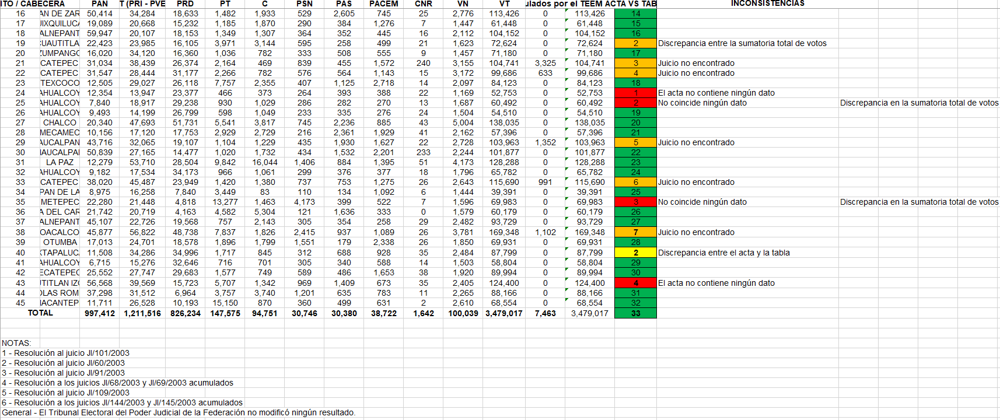 ITO / CABECERA PAN T (PRI - PVE PRD PT C PSN PAS PACEM CNR VN VT ulados por el TEEM ACTA VS TAB INCONSISTENCIAS
16 AN DE ZAR 50,414 34,284 18,633 1,482 1,933 529 2,605 745 25 2,776 113,426 0 113,426 14
17 JIXQUILUCA 19,089 20,668 15,232 1,185 1,870 290 384 1,276 7 1,447 61,448 0 61,448 15
18 ALNEPANT 59,947 20,107 18,153 1,349 1,307 364 352 445 16 2,112 104,152 0 104,152 16
19 CUAUTITLA 22,423 23,985 16,105 3,971 3,144 595 258 499 21 1,623 72,624 0 72,624 2 Discrepancia entre la sumatoria total de votos
20 ZUMPANGO 16,020 34,120 16,360 1,036 782 333 508 555 9 1,457 71,180 0 71,180 17
21 CATEPEC 31,034 38,439 26,374 2,164 469 839 455 1,572 240 3,155 104,741 3,325 104,741 3 Juicio no encontrado
22 CATEPEC 31,547 28,444 31,177 2,266 782 576 564 1,143 15 3,172 99,686 633 99,686 4 Juicio no encontrado
23 TEXCOCO 12,505 29,027 26,118 7,757 2,355 407 1,125 2,718 14 2,097 84,123 0 84,123 18
24 AHUALCOY 12,354 13,947 23,377 466 373 264 393 388 22 1,169 52,753 0 52,753 1 El acta no contiene ningún dato
25 AHUALCOY 7,840 18,917 29,238 930 1,029 286 282 270 13 1,687 60,492 0 60,492 2 No coincide ningún dato Discrepancia en la sumatoria total de votos
26 AHUALCOY 9,493 14,199 26,799 598 1,049 233 335 276 24 1,504 54,510 0 54,510 19
27 CHALCO 20,340 47,693 51,731 5,541 3,817 745 2,236 885 43 5,004 138,035 0 138,035 20
28 MECAMEC 10,156 17,120 17,753 2,929 2,729 216 2,361 1,929 41 2,162 57,396 0 57,396 21
29 AUCALPAN 43,716 32,065 19,107 1,104 1,229 435 1,930 1,627 22 2,728 103,963 1,352 103,963 5 Juicio no encontrado
30 IAUCALPAI 50,839 27,165 14,477 1,020 1,732 434 1,532 2,201 233 2,244 101,877 0 101,877 22
31 LA PAZ 12,279 53,710 28,504 9,842 16,044 1,406 884 1,395 51 4,173 128,288 0 128,288 23
32 AHUALCOY 9,182 17,534 34,173 966 1,061 299 376 377 18 1,796 65,782 0 65,782 24
33 CATEPEC 38,020 45,487 23,949 1,420 1,380 737 753 1,275 26 2,643 115,690 991 115,690 6 Juicio no encontrado
34 PAN DE LA 8,975 16,258 7,840 3,449 83 110 134 1,092 6 1,444 39,391 0 39,391 25
35 METEPEC 22,280 21,448 4,818 13,277 1,463 4,173 399 522 7 1,596 69,983 0 69,983 3 No coincide ningún dato Discrepancia en la sumatoria total de votos
36 A DEL CAR 21,742 20,719 4,163 4,582 5,304 121 1,636 333 0 1,579 60,179 0 60,179 26
37 ALNEPANT 45,107 22,726 19,568 757 2,143 305 354 258 29 2,482 93,729 0 93,729 27
38 OACALCO 45,877 56,822 48,738 7,837 1,826 2,415 937 1,089 26 3,781 169,348 1,102 169,348 7 Juicio no encontrado
39 OTUMBA 17,013 24,701 18,578 1,896 1,799 1,551 179 2,338 26 1,850 69,931 0 69,931 28
40 XTAPALUC 11,508 34,286 34,996 1,717 845 312 688 928 35 2,484 87,799 0 87,799 2 Discrepancia entre el acta y la tabla
41 AHUALCOY 6,715 15,276 32,646 716 701 305 340 588 14 1,503 58,804 0 58,804 29
42 ECATEPEC 25,552 27,747 29,683 1,577 749 589 486 1,653 38 1,920 89,994 0 89,994 30
43 JTITLAN IZ 56,568 39,569 15,723 5,707 1,342 969 1,409 673 35 2,405 124,400 0 124,400 4 El acta no contiene ningún dato
44 OLAS ROM 37,298 31,512 6,964 3,757 3,740 1,201 635 783 11 2,265 88,166 0 88,166 31
45 IACANTEP 11,711 26,528 10,193 15,150 870 360 499 631 2 2,610 68,554 0 68,554 32
TOTAL 997,412 1,211,516 826,234 147,575 94,751 30,746 30,380 38,722 1,642 100,039 3,479,017 7,463 3,479,017 33
NOTAS:
1 - Resolución al juicio JI/101/2003
2 - Resolución al juicio JI/60/2003
3 - Resolución al juicio JI/91/2003
4 - Resolución a los juicios JI/68/2003 y JI/69/2003 acumulados
5 - Resolución al juicio JI/109/2003
6 - Resolución a los juicios JI/144/2003 y JI/145/2003 acumulados
General - El Tribunal Electoral del Poder Judicial de la Federación no modificó ningún resultado.